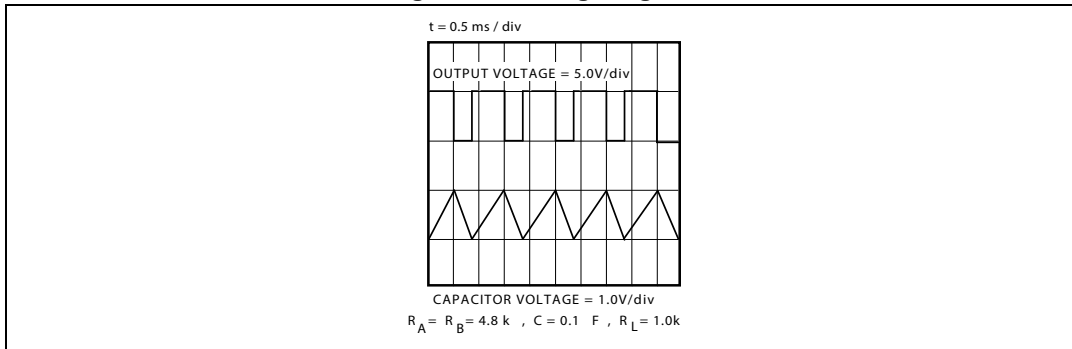 t = 0.5 ms / div
OUTPUT VOLTAGE = 5.0V/div
CAPACITOR VOLTAGE = 1.0V/div
R A = R B = 4.8 k , C = 0.1 F , R L = 1.0k